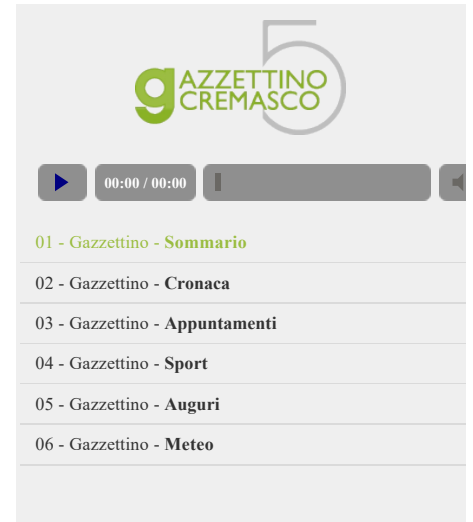 5
GAZZETTINO
CREMASCO
00:00 / 00:00
01 - Gazzettino - Sommario
02 - Gazzettino - Cronaca
03 - Gazzettino - Appuntamenti
04 - Gazzettino - Sport
05 - Gazzettino - Auguri
06 - Gazzettino - Meteo